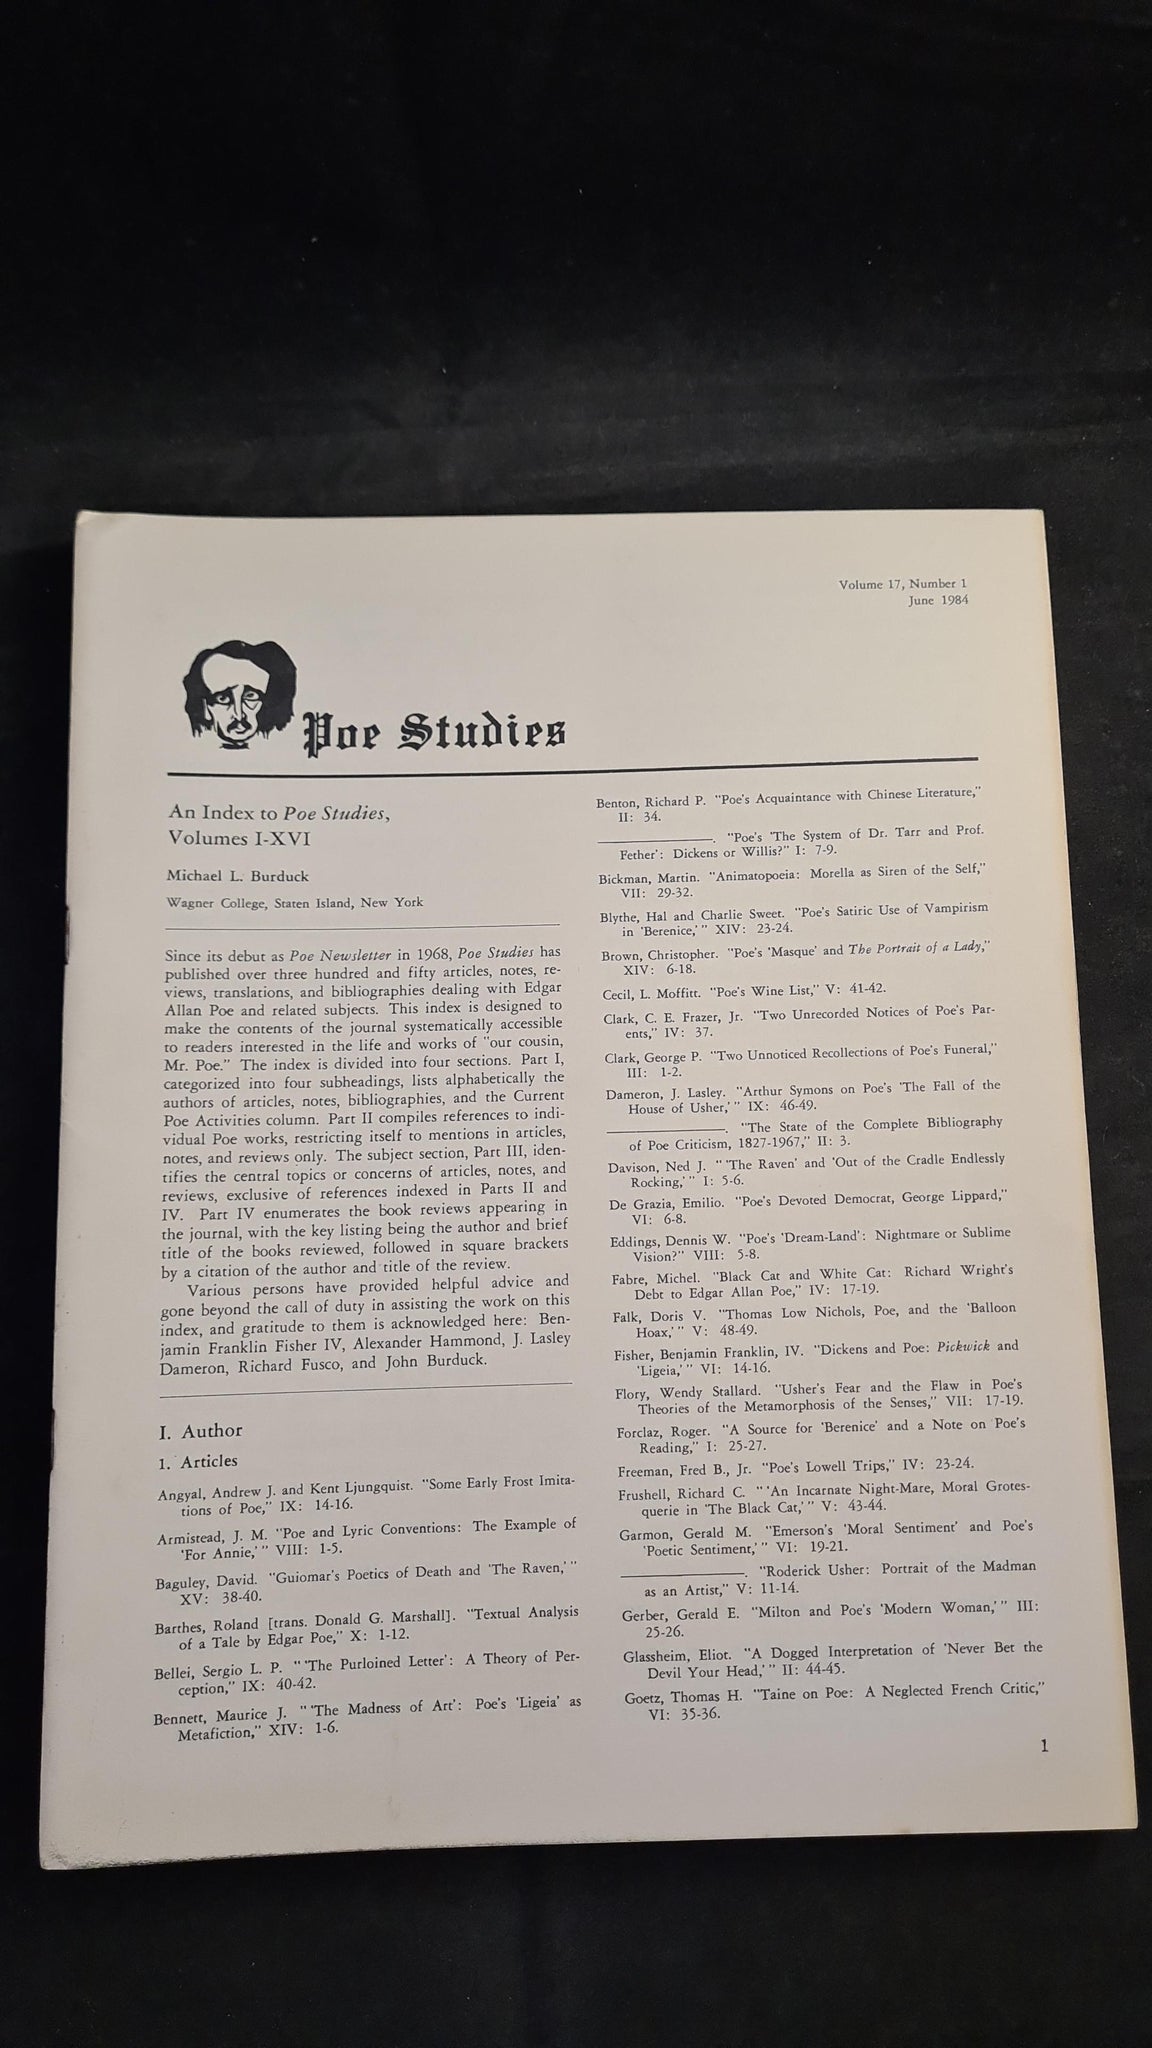 Volume 17, Number 1
June 1984
Poe Studies
An Index to Poe Studies,
Volumes I-XVI
Michael L. Burduck
Wagner College, Staten Island, New York
Since its debut as Poe Newsletter in 1968, Poe Studies has
published over three hundred and fifty articles, notes, re-
views, translations, and bibliographies dealing with Edgar
Allan Poe and related subjects. This index is designed to
make the contents of the journal systematically accessible
to readers interested in the life and works of "our cousin,
Mr. Poe." The index is divided into four sections. Part I,
categorized into four subheadings, lists alphabetically the
authors of articles, notes, bibliographies, and the Current
Poe Activities column. Part II compiles references to indi-
vidual Poe works, restricting itself to mentions in articles,
notes, and reviews only. The subject section, Part III, iden-
tifies the central topics or concerns of articles, notes, and
reviews, exclusive of references indexed in Parts II and
IV. Part IV enumerates the book reviews appearing in
the journal, with the key listing being the author and brief
title of the books reviewed, followed in square brackets
by a citation of the author and title of the review.
Various persons have provided helpful advice and
gone beyond the call of duty in assisting the work on this
index, and gratitude to them is acknowledged here: Ben-
jamin Franklin Fisher IV, Alexander Hammond, J. Lasley
Dameron, Richard Fusco, and John Burduck.
I. Author
1. Articles
Angyal, Andrew J. and Kent Ljungquist. "Some Early Frost Imita-
tions of Poe," IX: 14-16.
Armistead, J. M. "Poe and Lyric Conventions: The Example of
'For Annie,'" VIII: 1-5.
Baguley, David. "Guiomar's Poetics of Death and 'The Raven,'"
XV: 38-40.
Barthes, Roland [trans. Donald G. Marshall]. "Textual Analysis
of a Tale by Edgar Poe," X: 1-12.
Bellei, Sergio L. P. "'The Purloined Letter': A Theory of Per-
ception," IX: 40-42.
Bennett, Maurice J. "'The Madness of Art': Poe's 'Ligeia' as
Metafiction," XIV: 1-6.
Benton, Richard P. "Poe's Acquaintance with Chinese Literature,"
II: 34.
__________. "Poe's 'The System of Dr. Tarr and Prof.
Fether': Dickens or Willis?" I: 7-9.
Bickman, Martin. "Animatopoeia: Morella as Siren of the Self,"
VII: 29-32.
Blythe, Hal and Charlie Sweet. "Poe's Satiric Use of Vampirism
in 'Berenice,'" XIV: 23-24.
Brown, Christopher. "Poe's 'Masque' and The Portrait of a Lady,"
XIV: 6-18.
Cecil, L. Moffitt. "Poe's Wine List," V: 41-42.
Clark, C. E. Frazer, Jr. "Two Unrecorded Notices of Poe's Par-
ents," IV: 37.
Clark, George P. "Two Unnoticed Recollections of Poe's Funeral,"
III: 1-2.
Dameron, J. Lasley. "Arthur Symons on Poe's 'The Fall of the
House of Usher,'" IX: 46-49.
__________. "The State of the Complete Bibliography
of Poe Criticism, 1827-1967," II: 3.
Davison, Ned J. "'The Raven' and 'Out of the Cradle Endlessly
Rocking,'" I: 5-6.
De Grazia, Emilio. "Poe's Devoted Democrat, George Lippard,"
VI: 6-8.
Eddings, Dennis W. "Poe's 'Dream-Land': Nightmare or Sublime
Vision?" VIII: 5-8.
Fabre, Michel. "Black Cat and White Cat: Richard Wright's
Debt to Edgar Allan Poe," IV: 17-19.
Falk, Doris V. "Thomas Low Nichols, Poe, and the 'Balloon
Hoax,'" V: 48-49.
Fisher, Benjamin Franklin, IV. "Dickens and Poe: Pickwick and
'Ligeia,'" VI: 14-16.
Flory, Wendy Stallard. "Usher's Fear and the Flaw in Poe's
Theories of the Metamorphosis of the Senses," VII: 17-19.
Forclaz, Roger. "A Source for 'Berenice' and a Note on Poe's
Reading," I: 25-27.
Freeman, Fred B., Jr. "Poe's Lowell Trips," IV: 23-24.
Frushell, Richard C. "'An Incarnate Night-Mare, Moral Grotes-
querie in 'The Black Cat,'" V: 43-44.
Garmon, Gerald M. "Emerson's 'Moral Sentiment' and Poe's
'Poetic Sentiment,'" VI: 19-21.
__________. "Roderick Usher: Portrait of the Madman
as an Artist," V: 11-14.
Gerber, Gerald E. "Milton and Poe's 'Modern Woman,'" III:
25-26.
Glassheim, Eliot. "A Dogged Interpretation of 'Never Bet the
Devil Your Head,'" II: 44-45.
Goetz, Thomas H. "Taine on Poe: A Neglected French Critic,"
VI: 35-36.
1